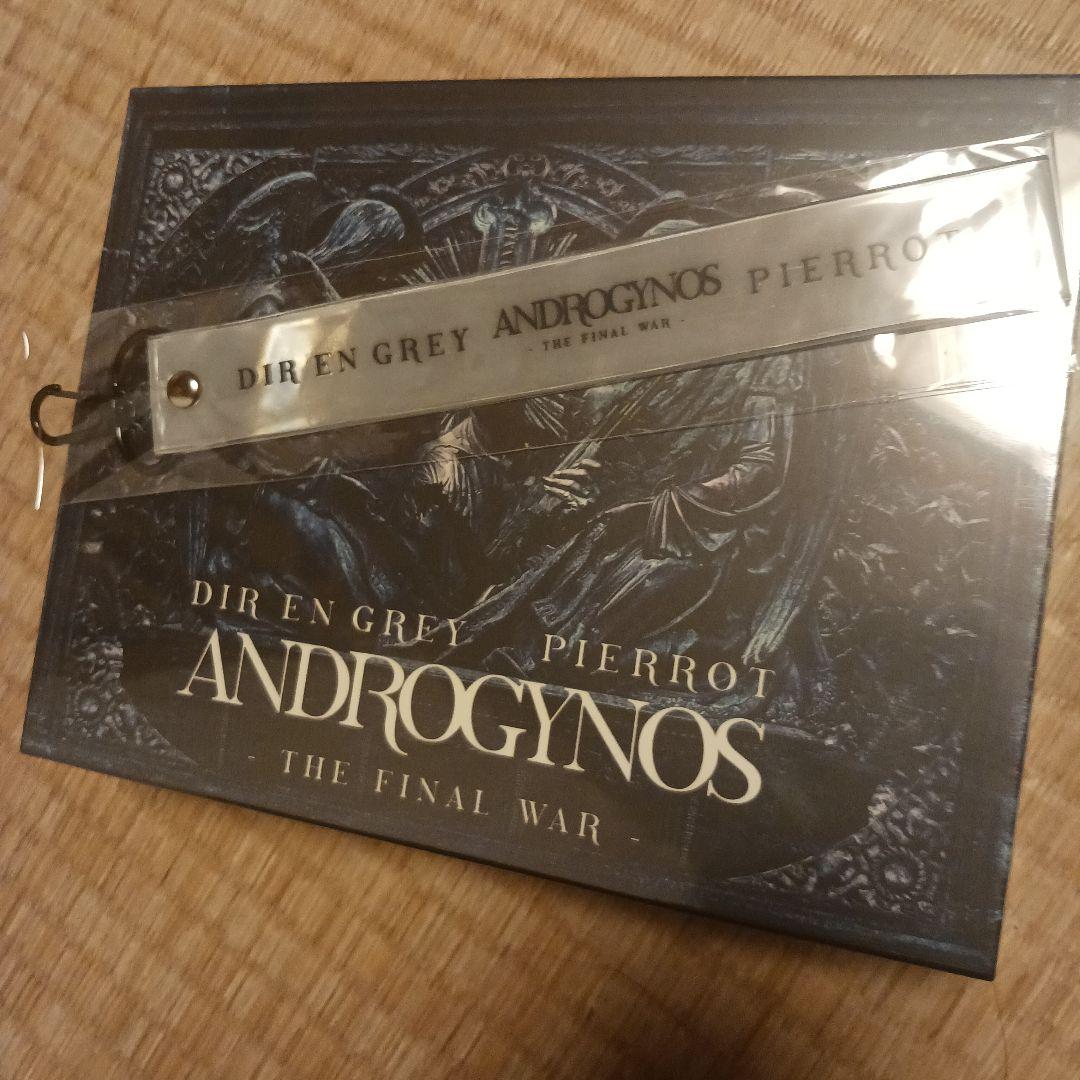 DIR EN GREY ANDROGYNOS PIERROT
- THE FINAL WAR -
DIR EN GREY PIERROT
ANDROGYNOS
- THE FINAL WAR -